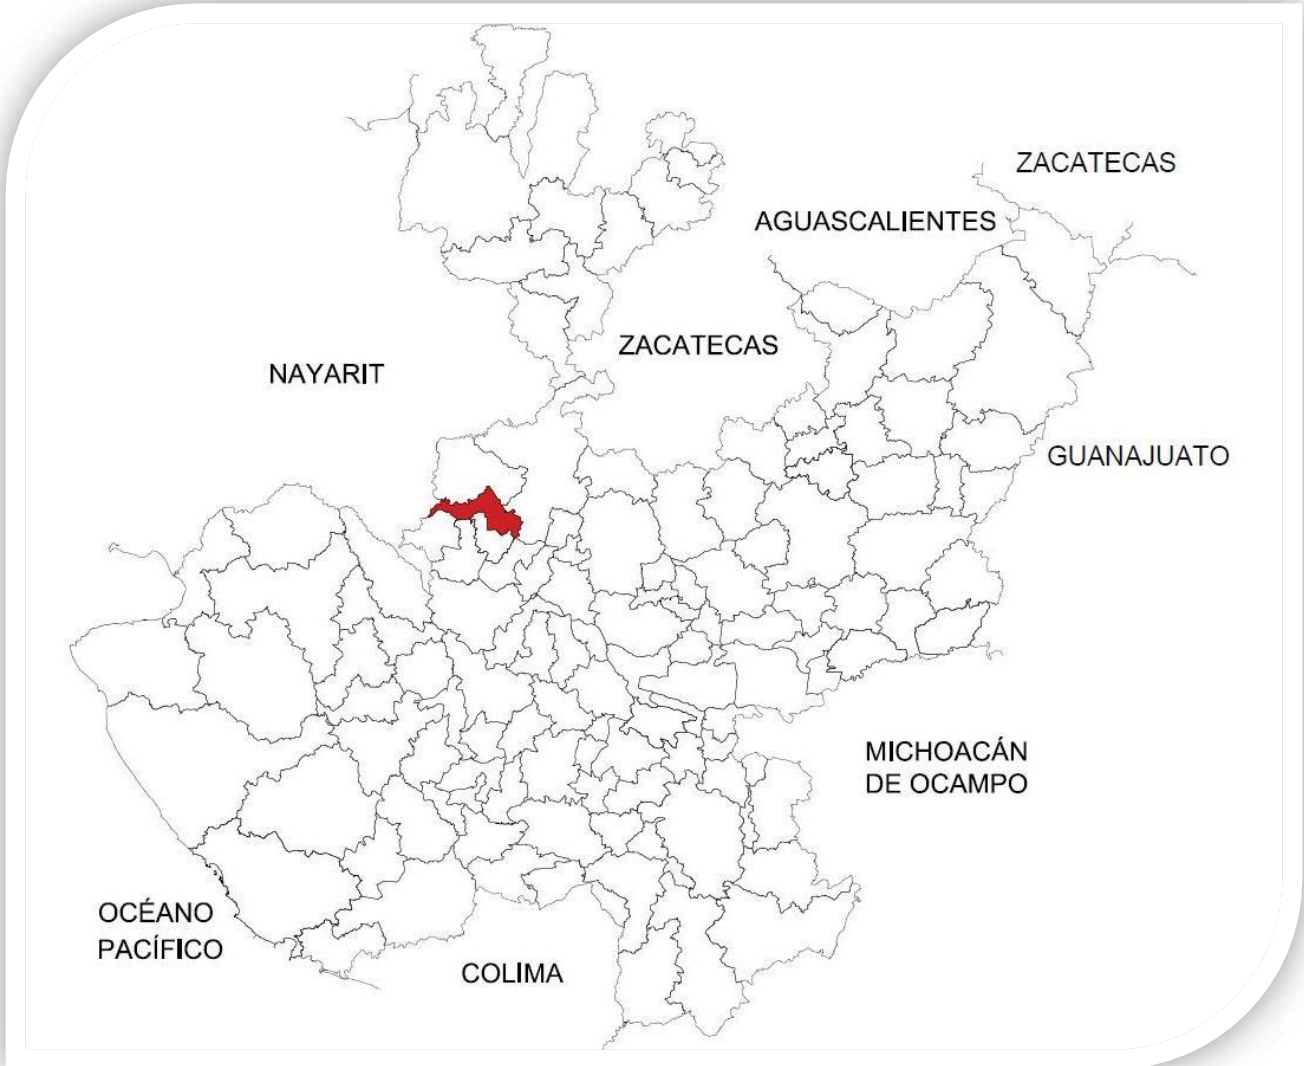 ZACATECAS
AGUASCALIENTES
ZACATECAS
NAYARIT
GUANAJUATO
MICHOACÁN
DE OCAMPO
OCÉANO
PACÍFICO
COLIMA